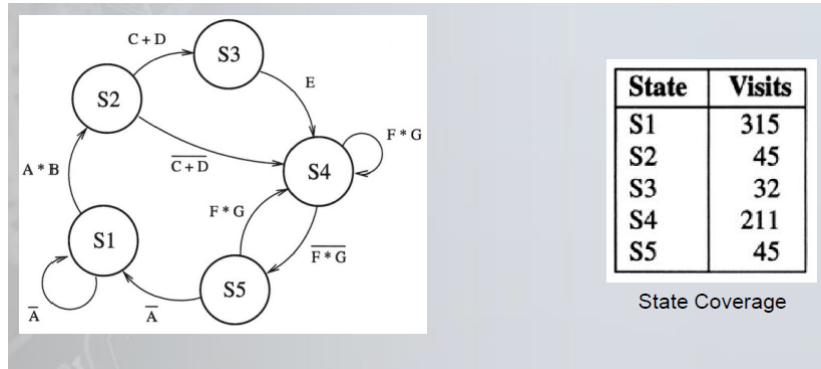 C + D
S3
S2
E
F * G
A * B
C + D
S4
F * G
S1
F * G
S5
A
A
State Visits
S1 315
S2 45
S3 32
S4 211
S5 45
State Coverage